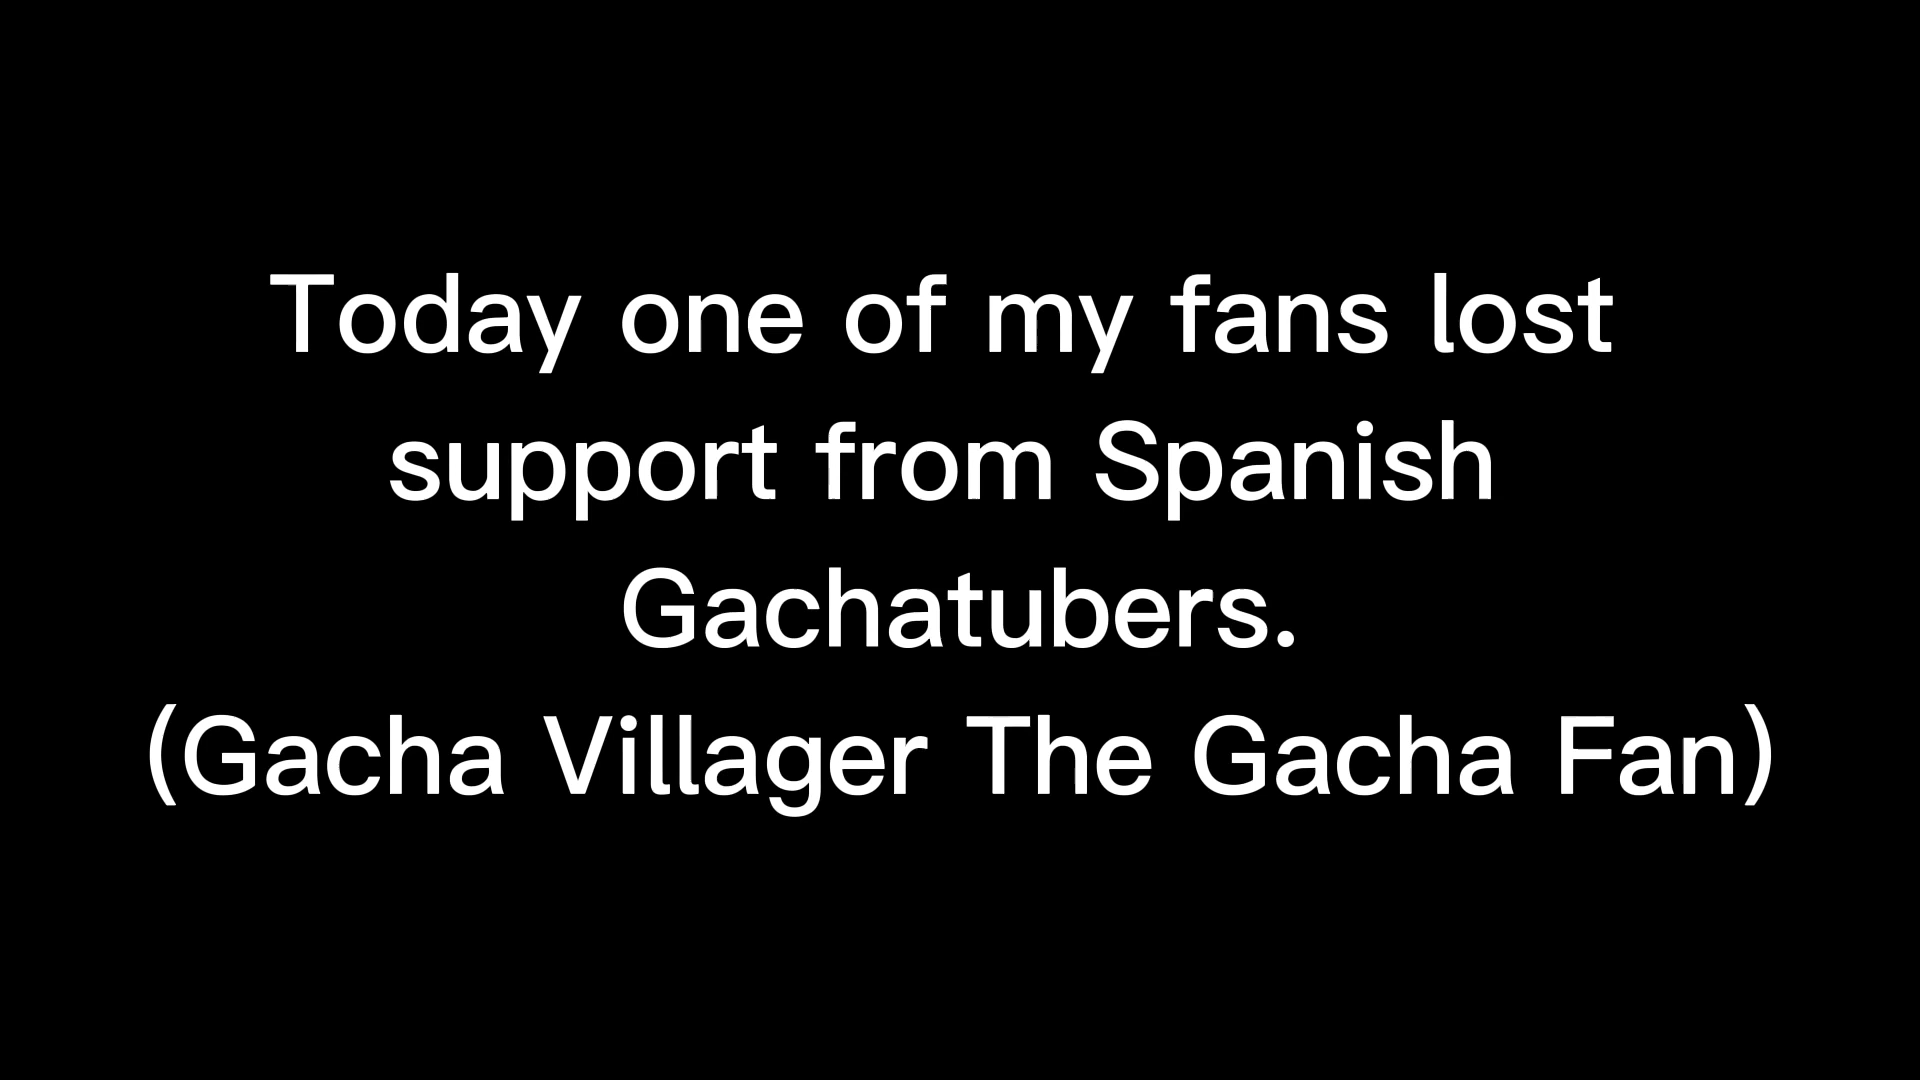 Today one of my fans lost
support from Spanish
Gachatubers.
(Gacha Villager The Gacha Fan)